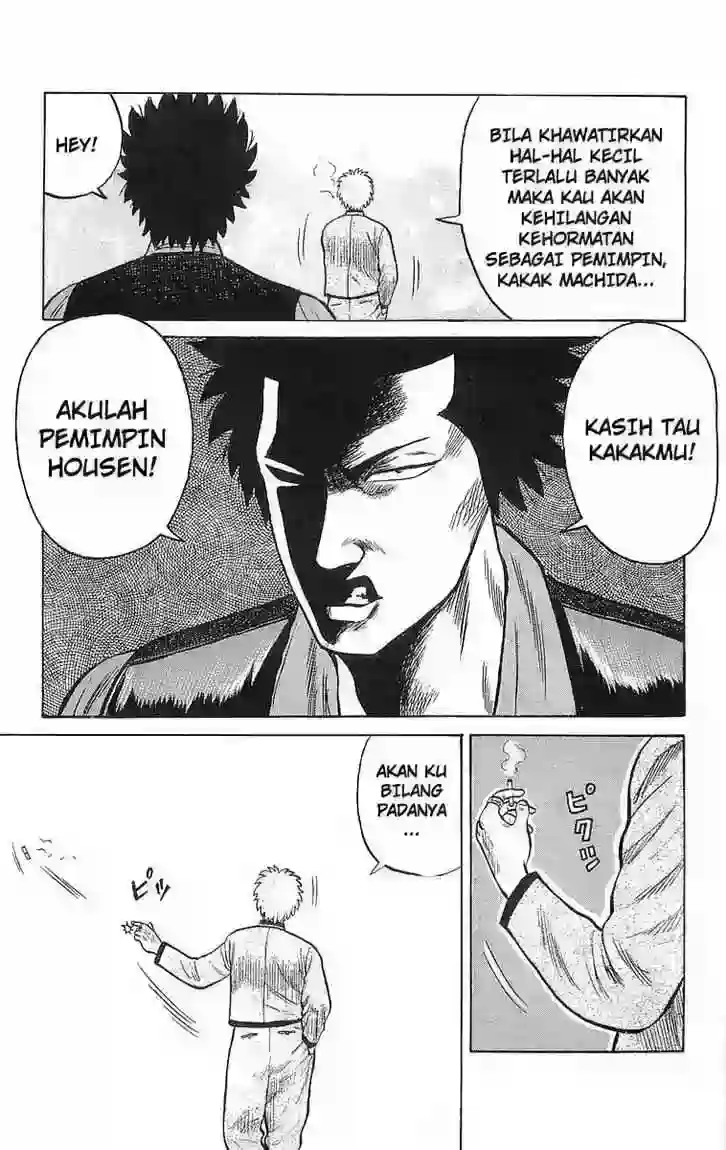 BILA KHAWATIRKAN
HAL-HAL KECIL
TERLALU BANYAK
MAKA KAU AKAN
KEHILANGAN
KEHORMATAN
SEBAGAI PEMIMPIN,
KAKAK MACHIDA...
HEY!
KASIH TAU
KAKAKMU!
AKULAH
PEMIMPIN
HOUSEN!
ピクッ
AKAN KU
BILANG
PADANYA
...
ピッ